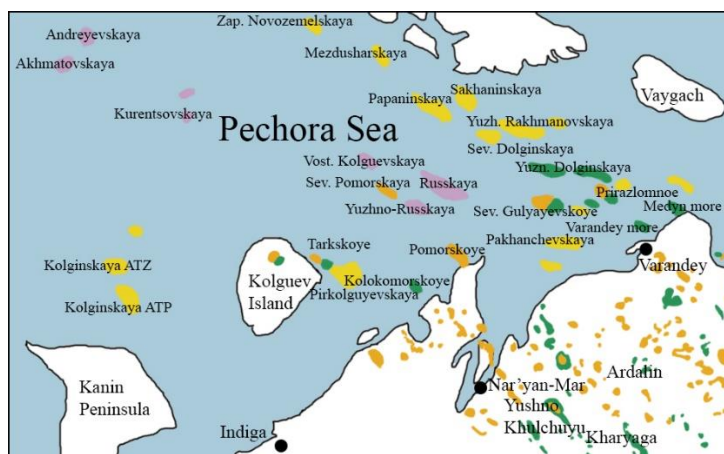 Zap. Novozemelskaya
Andreyevskaya
Mezdusharskaya
Akhmatovskaya
Sakhaninskaya
Vaygach
Papaninskaya
Kurentsovskaya
Yuzh. Rakhmanovskaya
Pechora Sea
Sev. Dolginskaya
Vost. Kolguevskaya
Yuzn. Dolginskaya
Sev. Pomorskaya
Russkaya
Prirazlomnoe
Yuzhno-Russkaya
Sev. Gulyayevskoye
Medyn more
Varandey more
Tarkskoye
Pakhanchevskaya
Pomorskoye
Kolginskaya ATZ
Kolguev
Island
Kolokomorskoye
Varandey
Pirkolguyevskaya
Kolginskaya ATP
Ardalin
Kanin
Peninsula
Nar'yan-Mar
Yushno
Khulchuyu
Indiga
Kharyaga